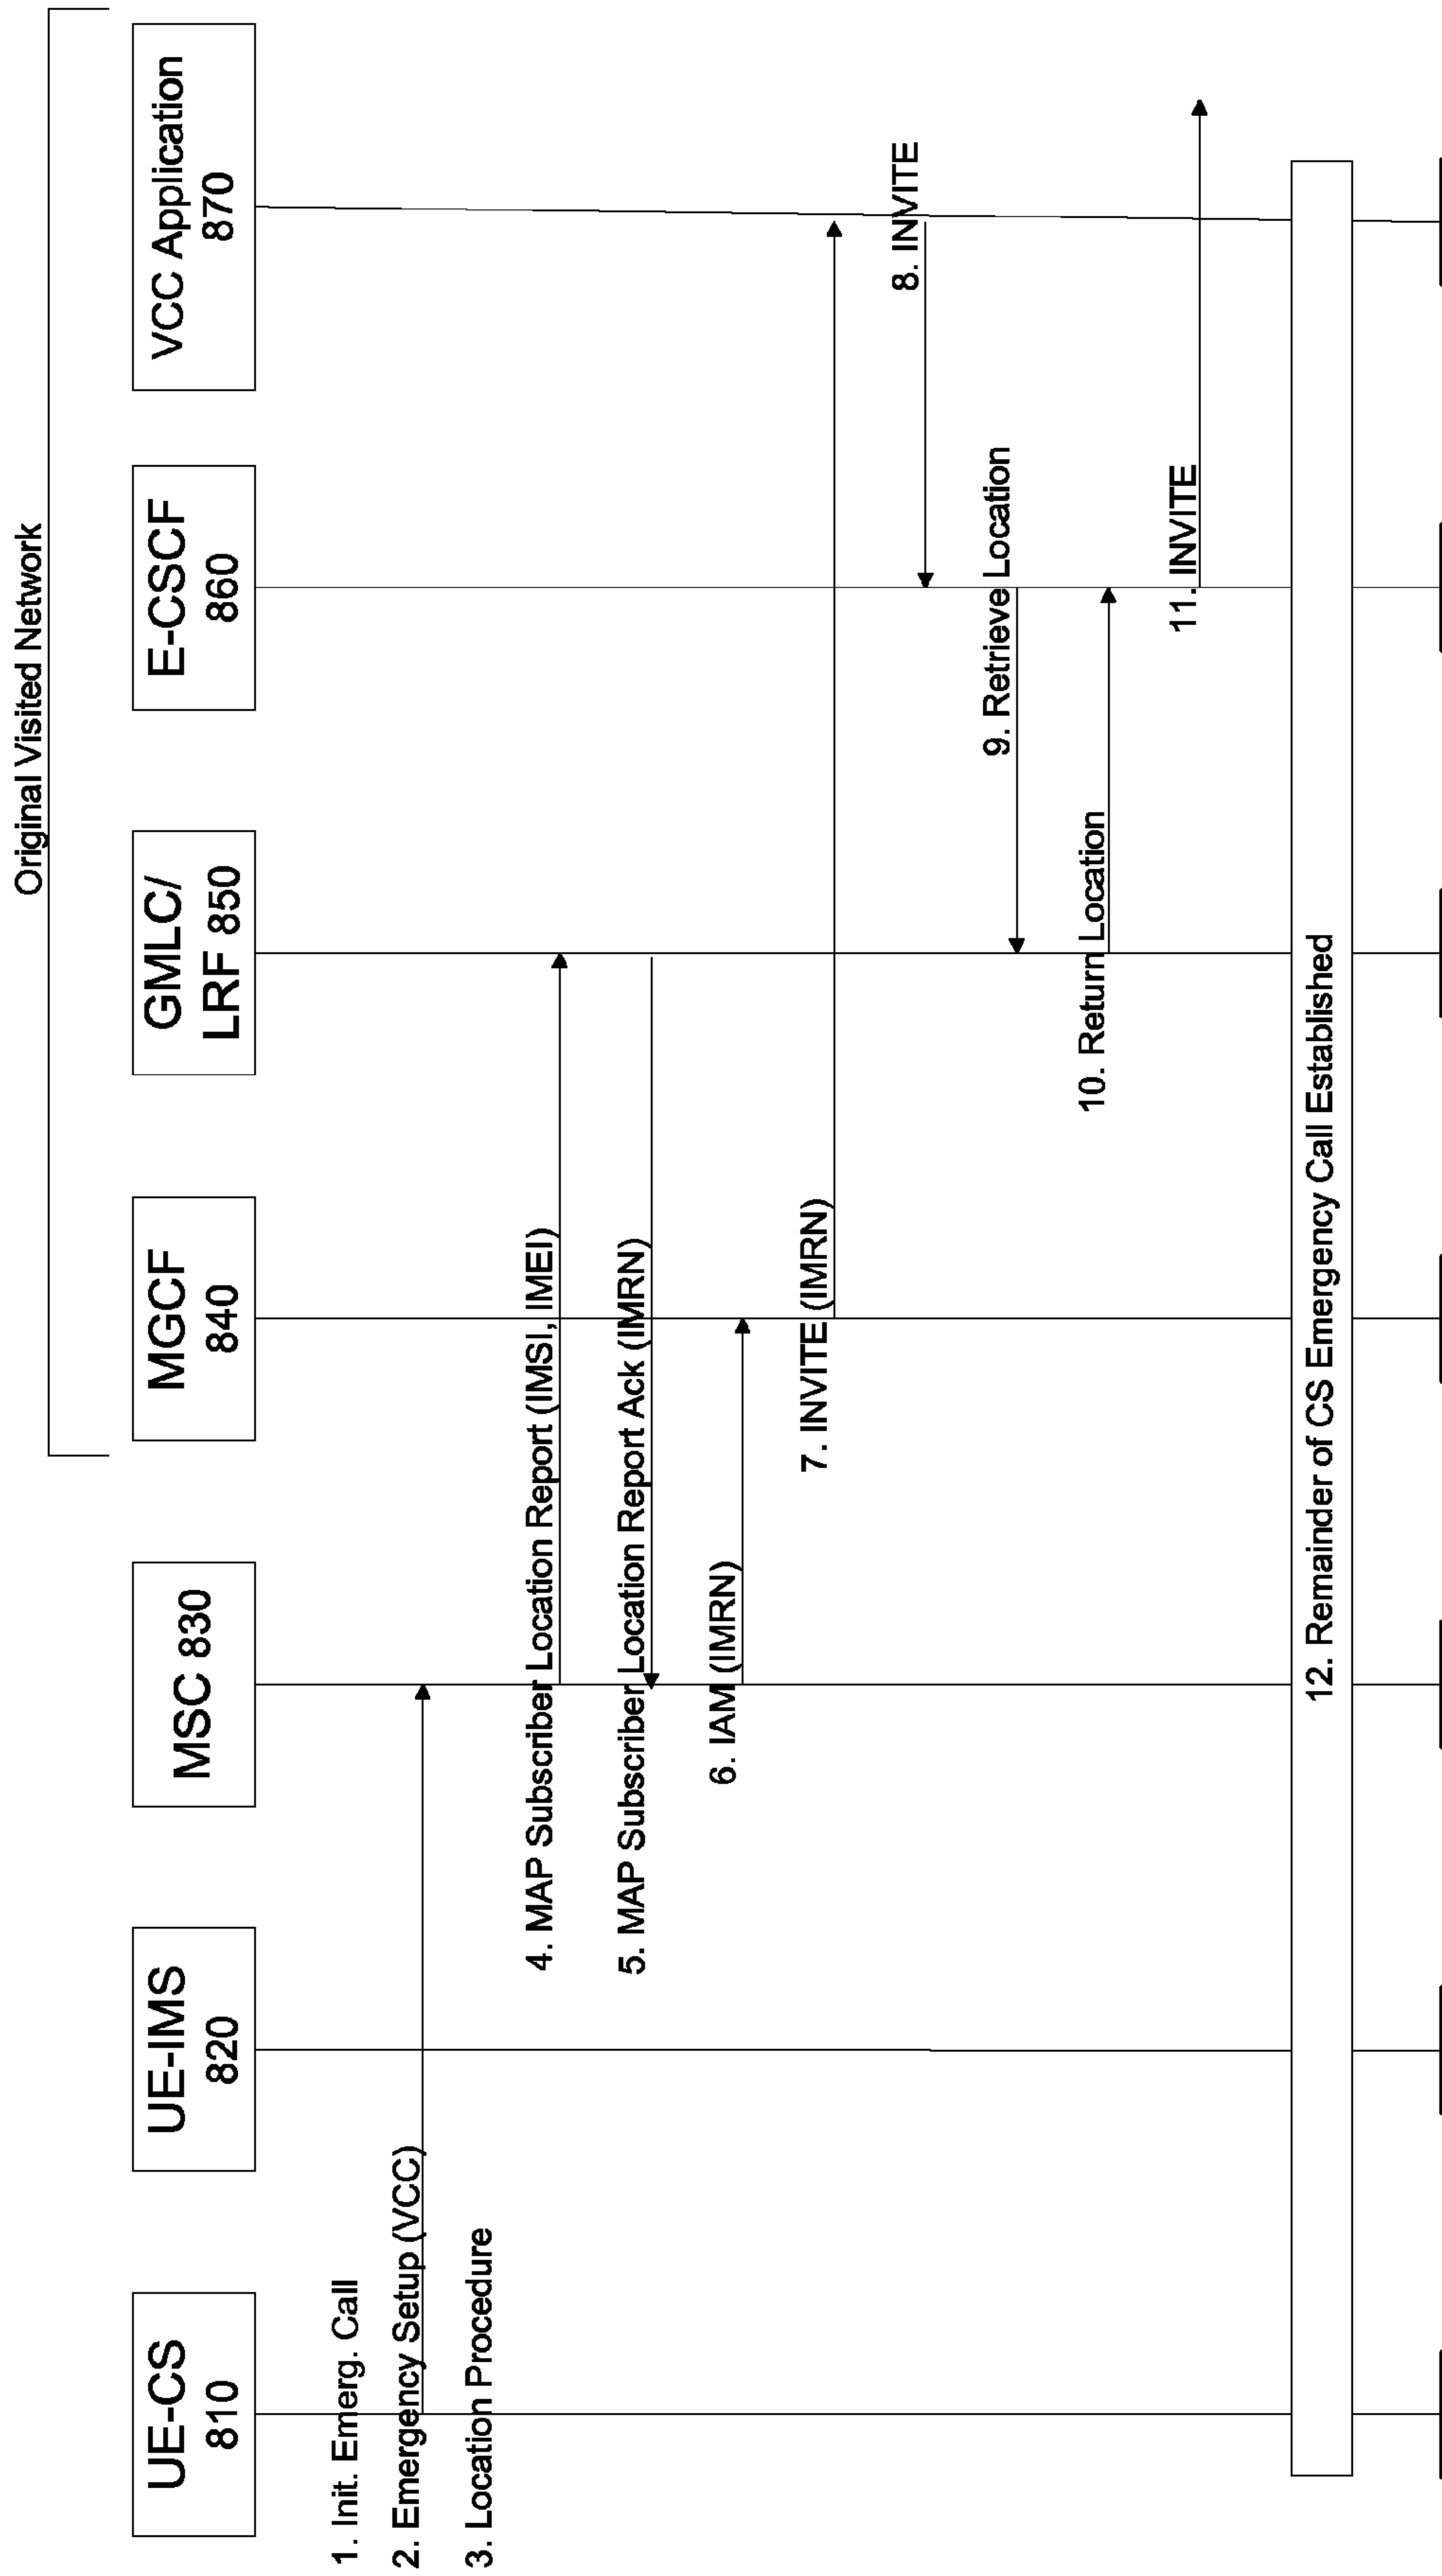 Original Visited Network
UE-CS
810
UE-IMS
820
MSC 830
MGCF
840
GMLC/
LRF 850
E-CSCF
860
VCC Application
870
1. Init. Emerg. Call
2. Emergency Setup (VCC)
3. Location Procedure
4. MAP Subscriber Location Report (IMSI, IMEI)
5. MAP Subscriber Location Report Ack (IMRN)
6. IAM (IMRN)
7. INVITE (IMRN)
8. INVITE
9. Retrieve Location
10. Return Location
11. INVITE
12. Remainder of CS Emergency Call Established